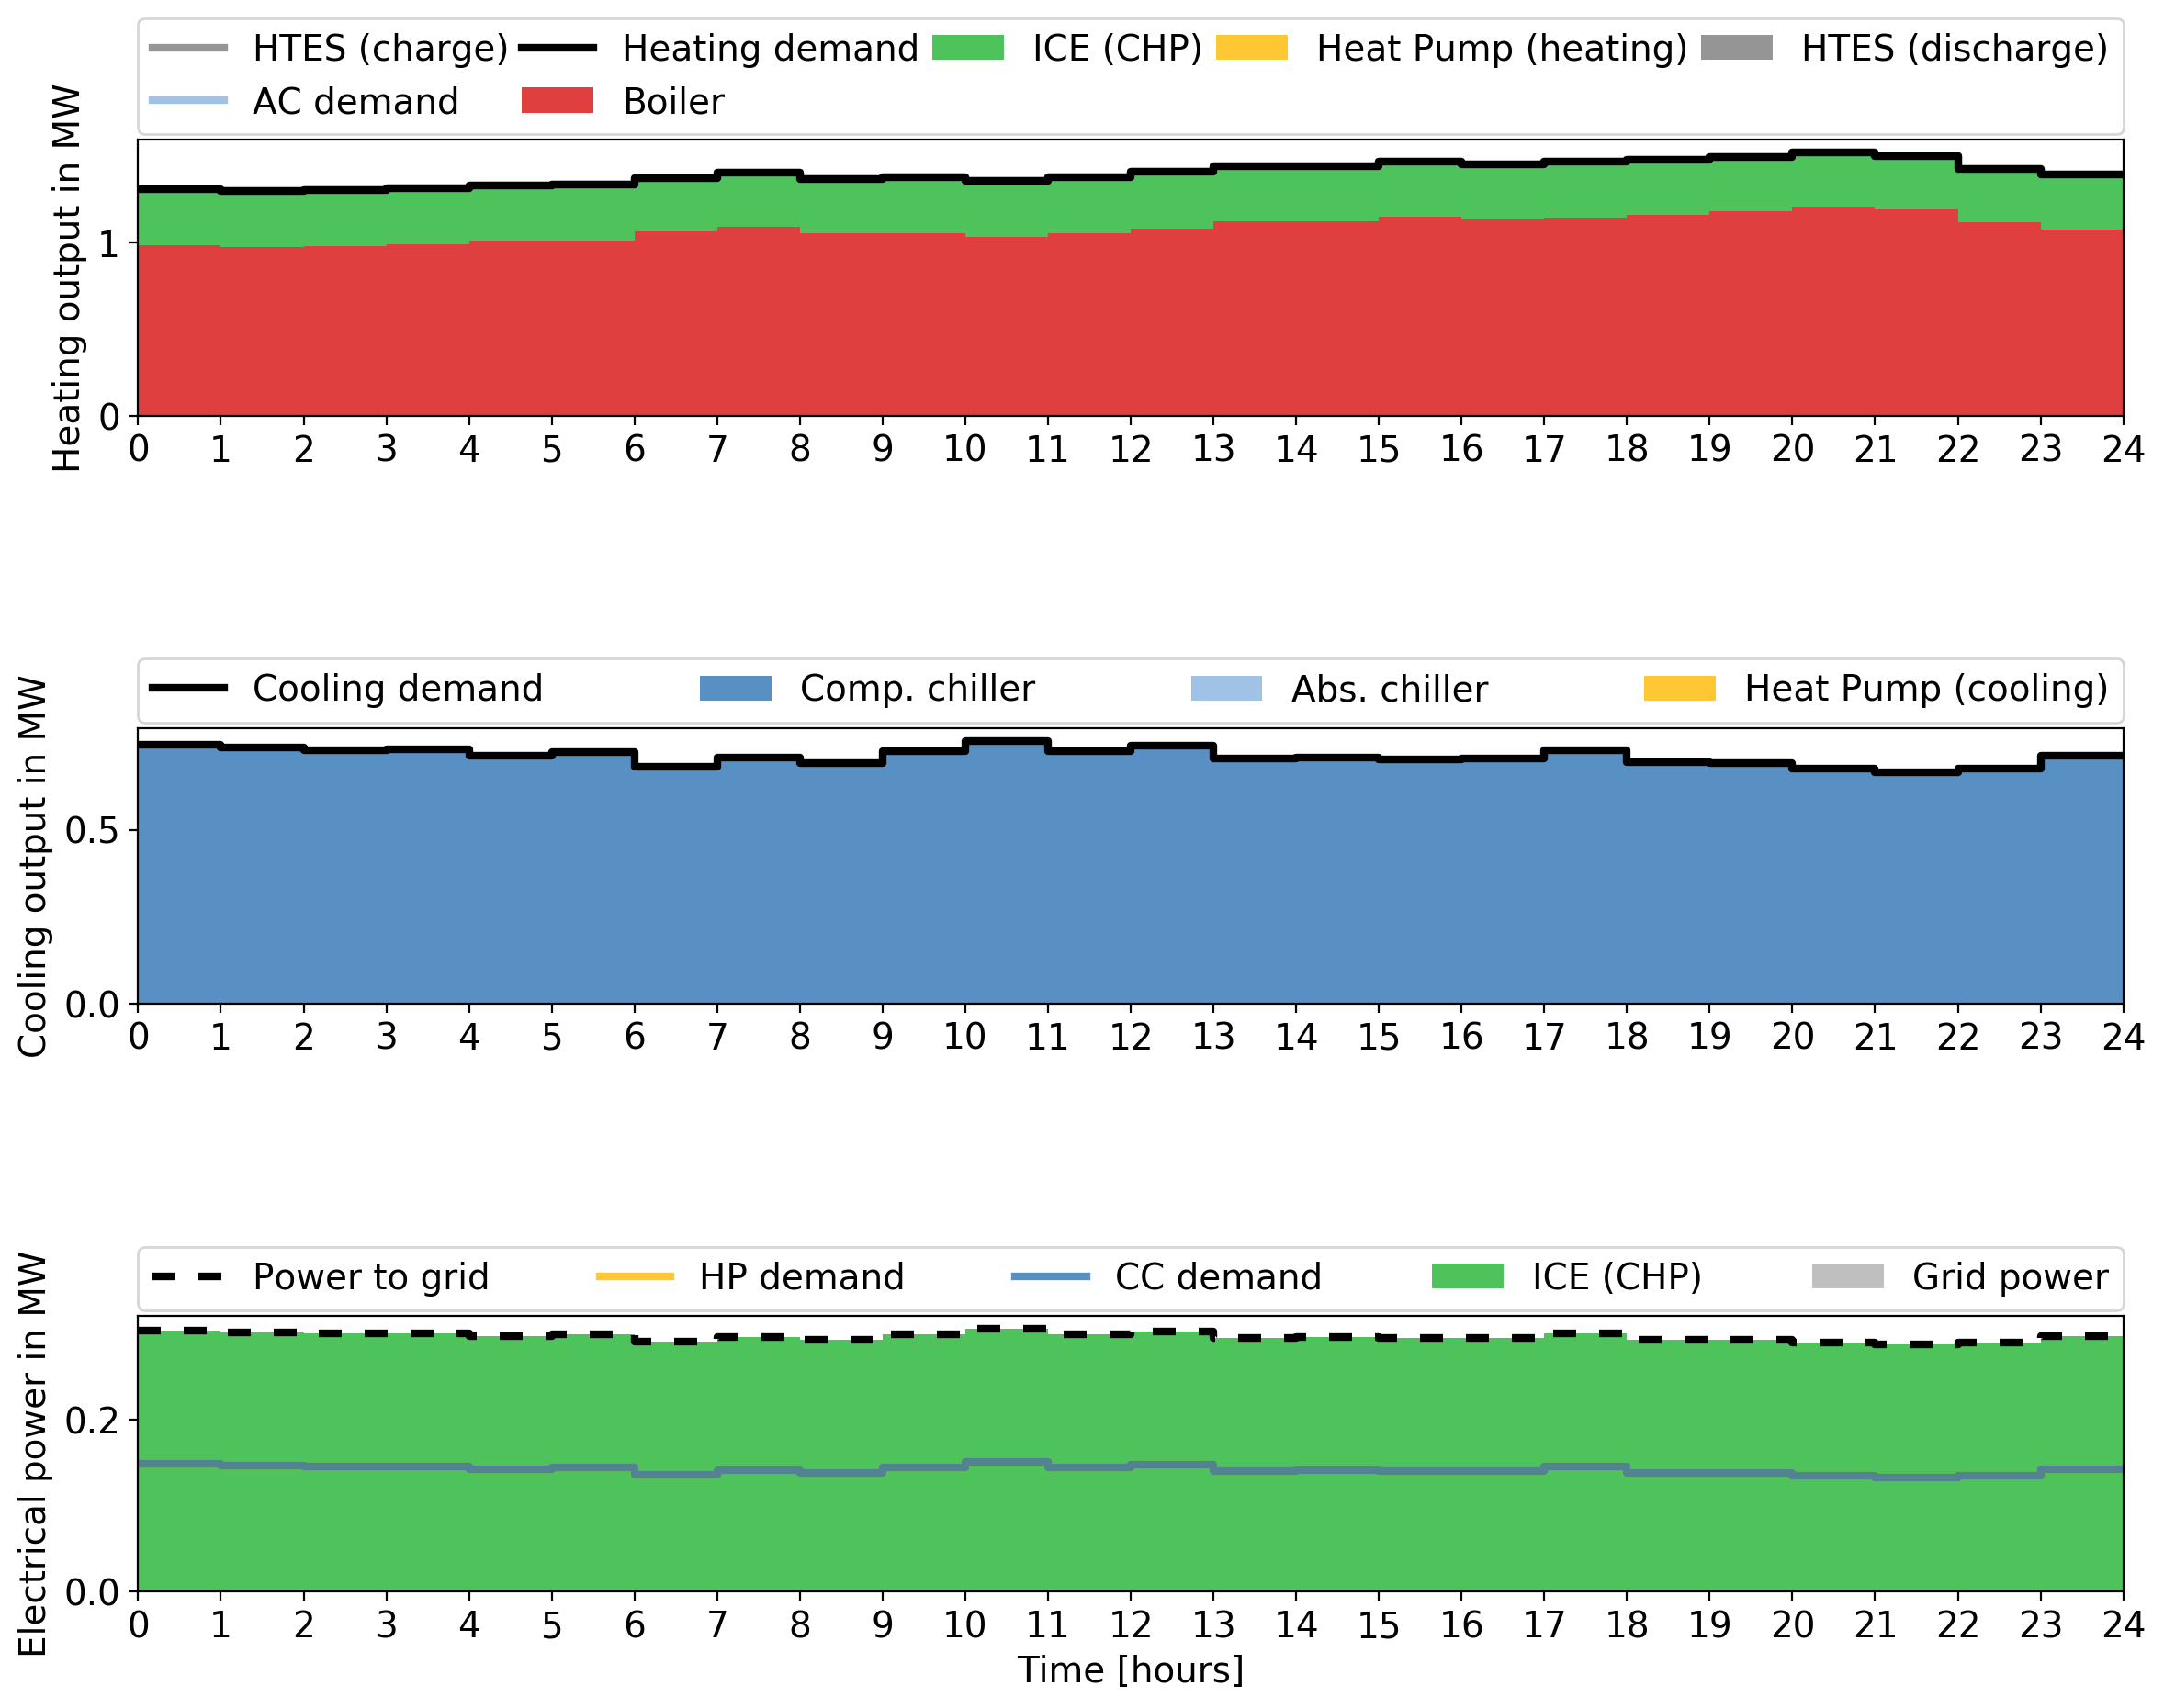 HTES (charge) Heating demand ICE (CHP) Heat Pump (heating) HTES (discharge)
AC demand Boiler
Heating output in MW
1
0
0 1 2 3 4 5 6 7 8 9 10 11 12 13 14 15 16 17 18 19 20 21 22 23 24
Cooling demand Comp. chiller Abs. chiller Heat Pump (cooling)
Cooling output in MW
0.5
0.0
0 1 2 3 4 5 6 7 8 9 10 11 12 13 14 15 16 17 18 19 20 21 22 23 24
Power to grid HP demand CC demand ICE (CHP) Grid power
Electrical power in MW
0.2
0.0
0 1 2 3 4 5 6 7 8 9 10 11 12 13 14 15 16 17 18 19 20 21 22 23 24
Time [hours]